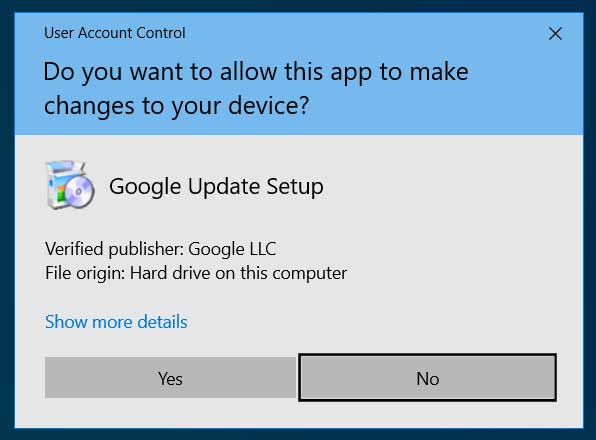 User Account Control
Do you want to allow this app to make
changes to your device?
Google Update Setup
Verified publisher: Google LLC
File origin: Hard drive on this computer
Show more details
Yes
No